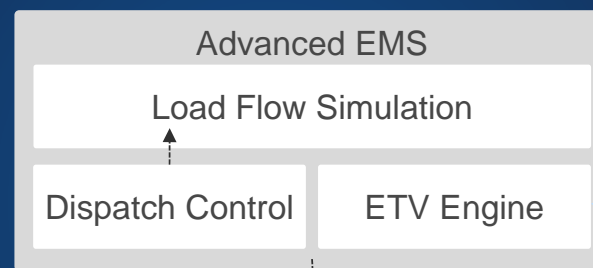 Advanced EMS
Load Flow Simulation
Dispatch Control
ETV Engine